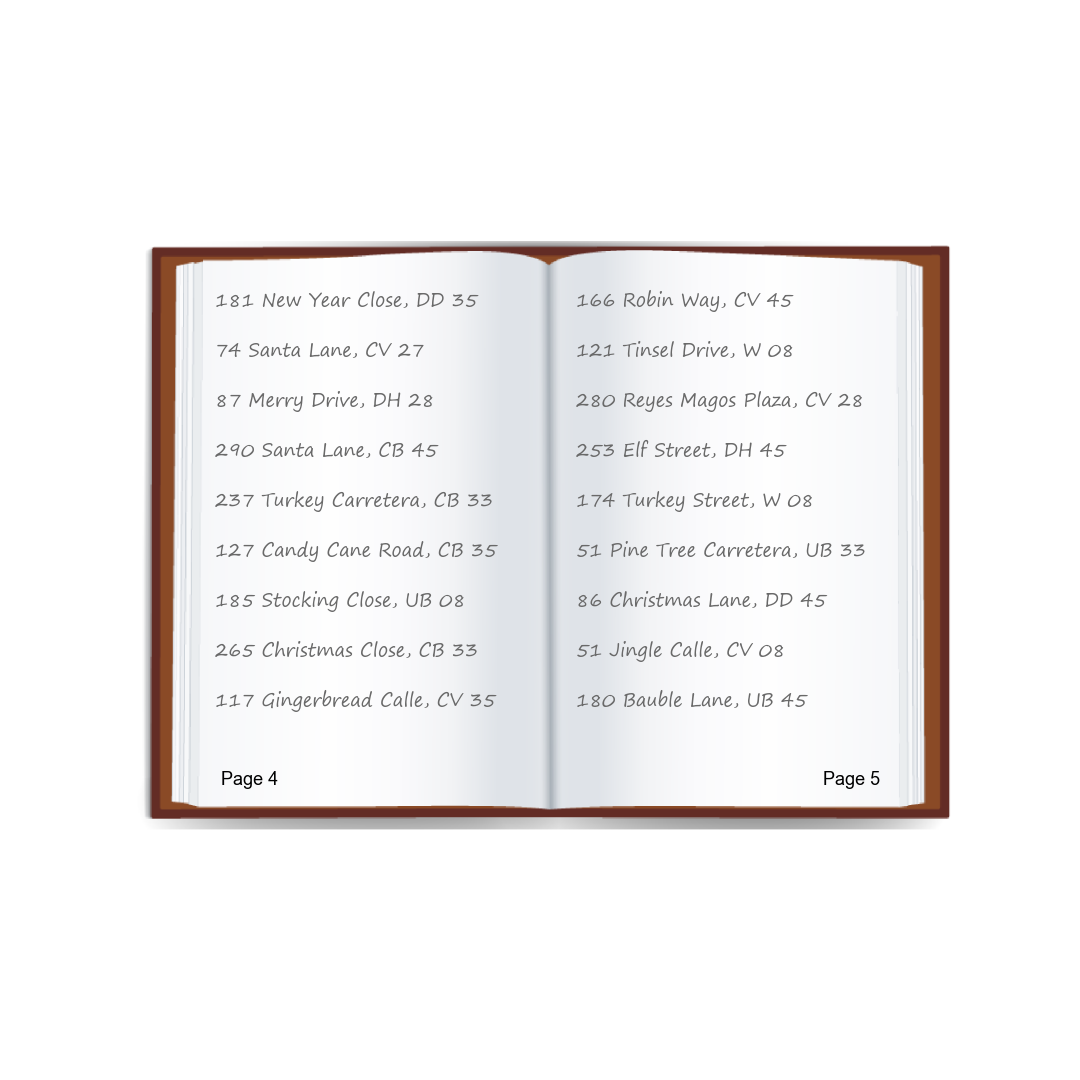 181 New Year Close, DD 35
74 Santa Lane, CV 27
87 Merry Drive, DH 28
290 Santa Lane, CB 45
237 Turkey Carretera, CB 33
127 Candy Cane Road, CB 35
185 Stocking Close, UB 08
265 Christmas Close, CB 33
117 Gingerbread Calle, CV 35
Page 4
166 Robin Way, CV 45
121 Tinsel Drive, W 08
280 Reyes Magos Plaza, CV 28
253 Elf Street, DH 45
174 Turkey Street, W 08
51 Pine Tree Carretera, UB 33
86 Christmas Lane, DD 45
51 Jingle Calle, CV 08
180 Bauble Lane, UB 45
Page 5